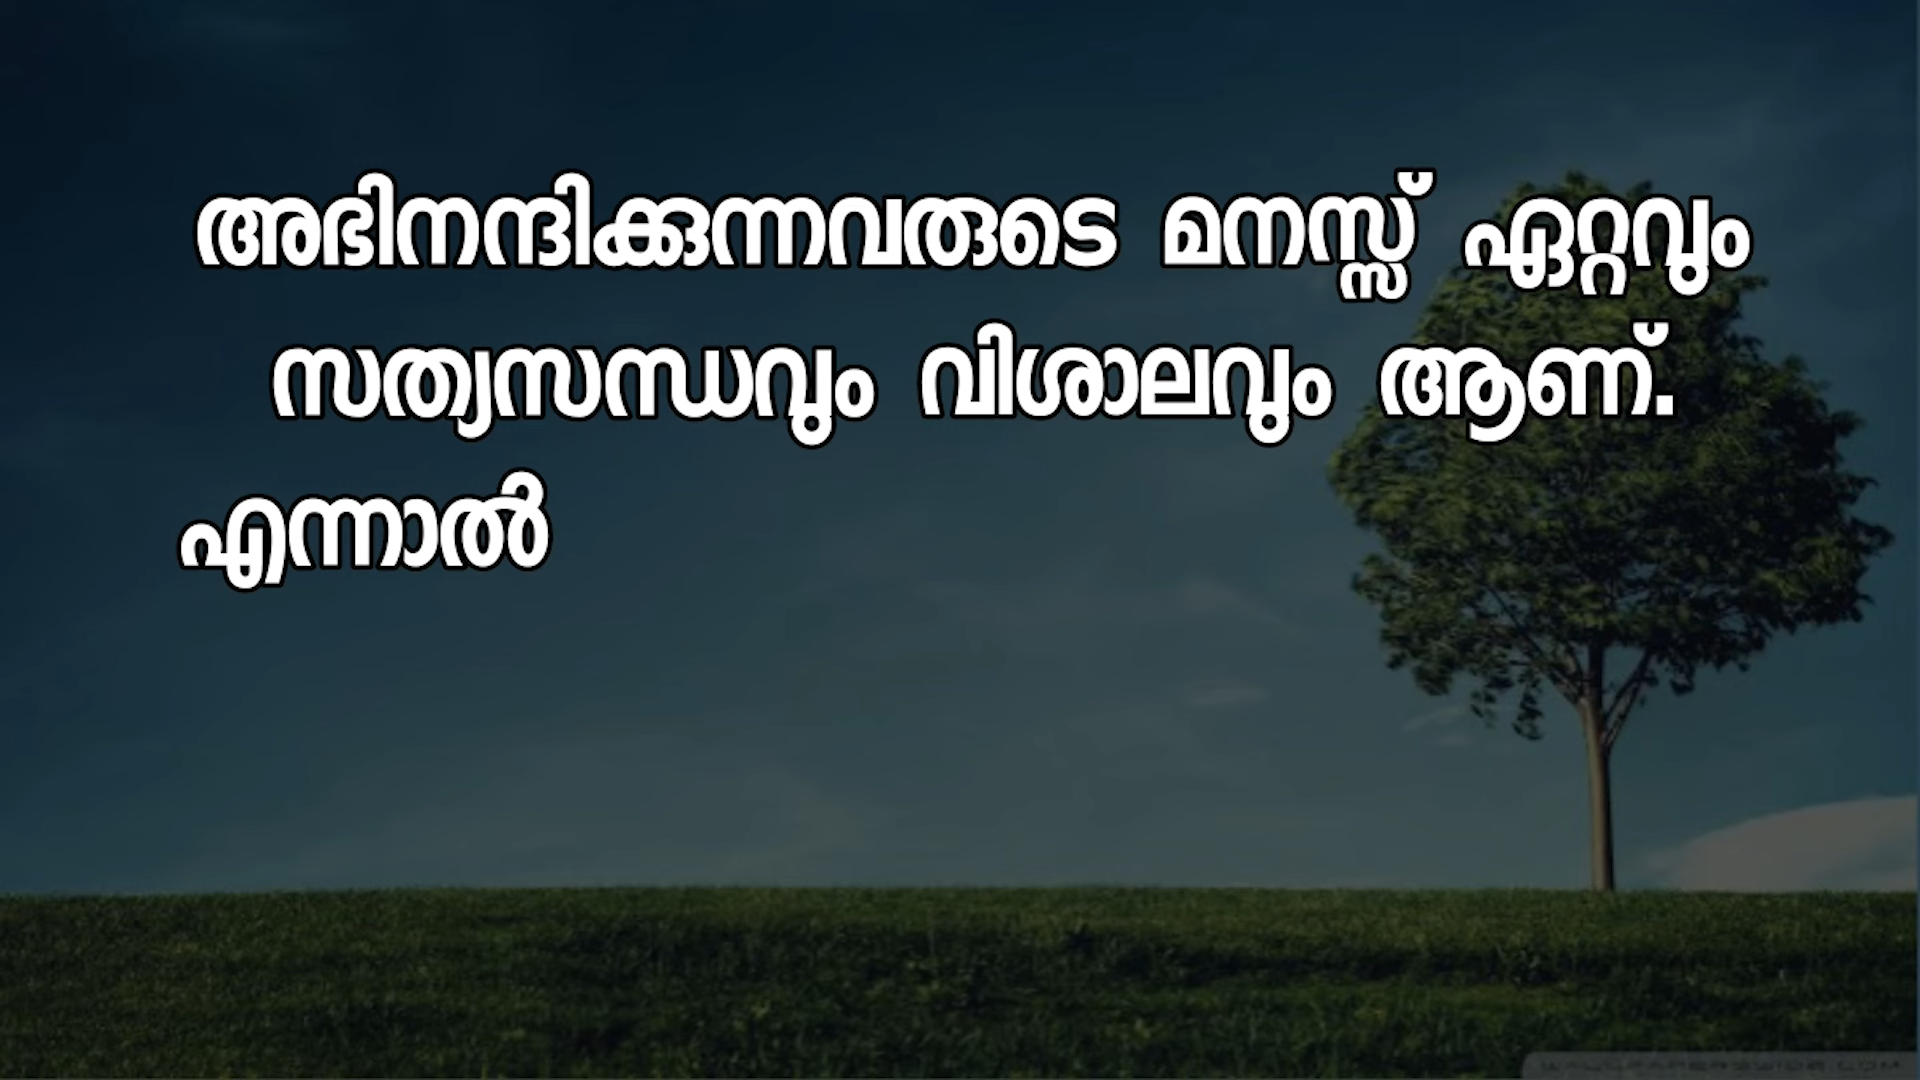 അഭിനന്ദിക്കുന്നവരുടെ മനസ്സ് ഏറ്റവും
സത്യസന്ധവും വിശാലവും ആണ്.
എന്നാൽ